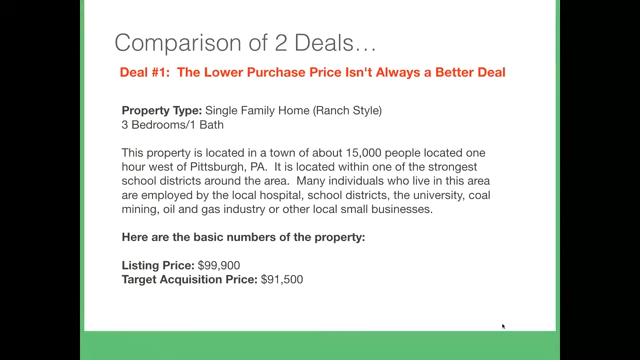 Comparison of 2 Deals…
Deal #1:  The Lower Purchase Price Isn't Always a Better Deal
Property Type: Single Family Home (Ranch Style)
3 Bedrooms/1 Bath
This property is located in a town of about 15,000 people located one
hour west of Pittsburgh, PA.  It is located within one of the strongest
school districts around the area.  Many individuals who live in this area
are employed by the local hospital, school districts, the university, coal
mining, oil and gas industry or other local small businesses.
Here are the basic numbers of the property:
Listing Price: $99,900
Target Acquisition Price: $91,500